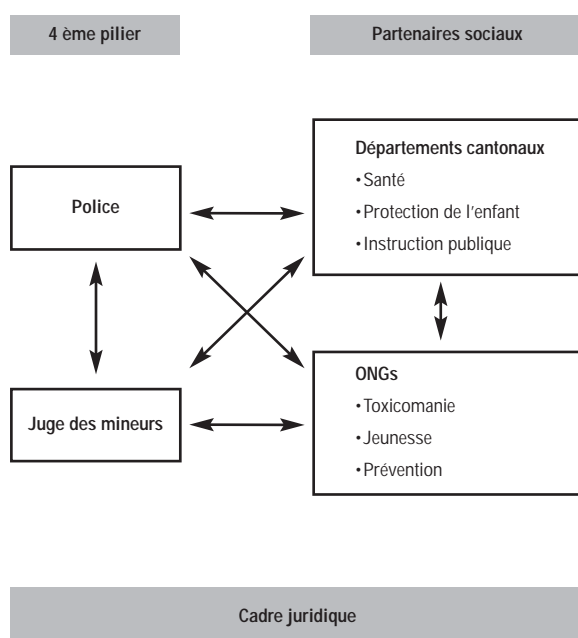 4 ème pilier
Partenaires sociaux
Police
Départements cantonaux
•Santé
•Protection de l'enfant
•Instruction publique
Juge des mineurs
ONGs
•Toxicomanie
•Jeunesse
•Prévention
Cadre juridique